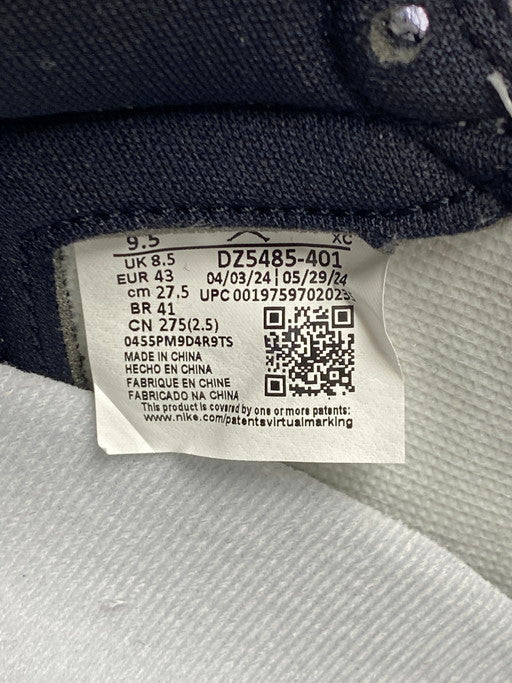 9.5 XC
UK 8.5 DZ5485-401
EUR 43 04/03/24 | 05/29/24
cm 27.5
BR 41
CN 275(2.5)
0455PM9D4R9TS
MADE IN CHINA
HECHO EN CHINA
FABRIQUE EN CHINE
FABRICADO NA CHINA
This product is covered by one or more patents:
www.nike.com/patentsvirtualmarking